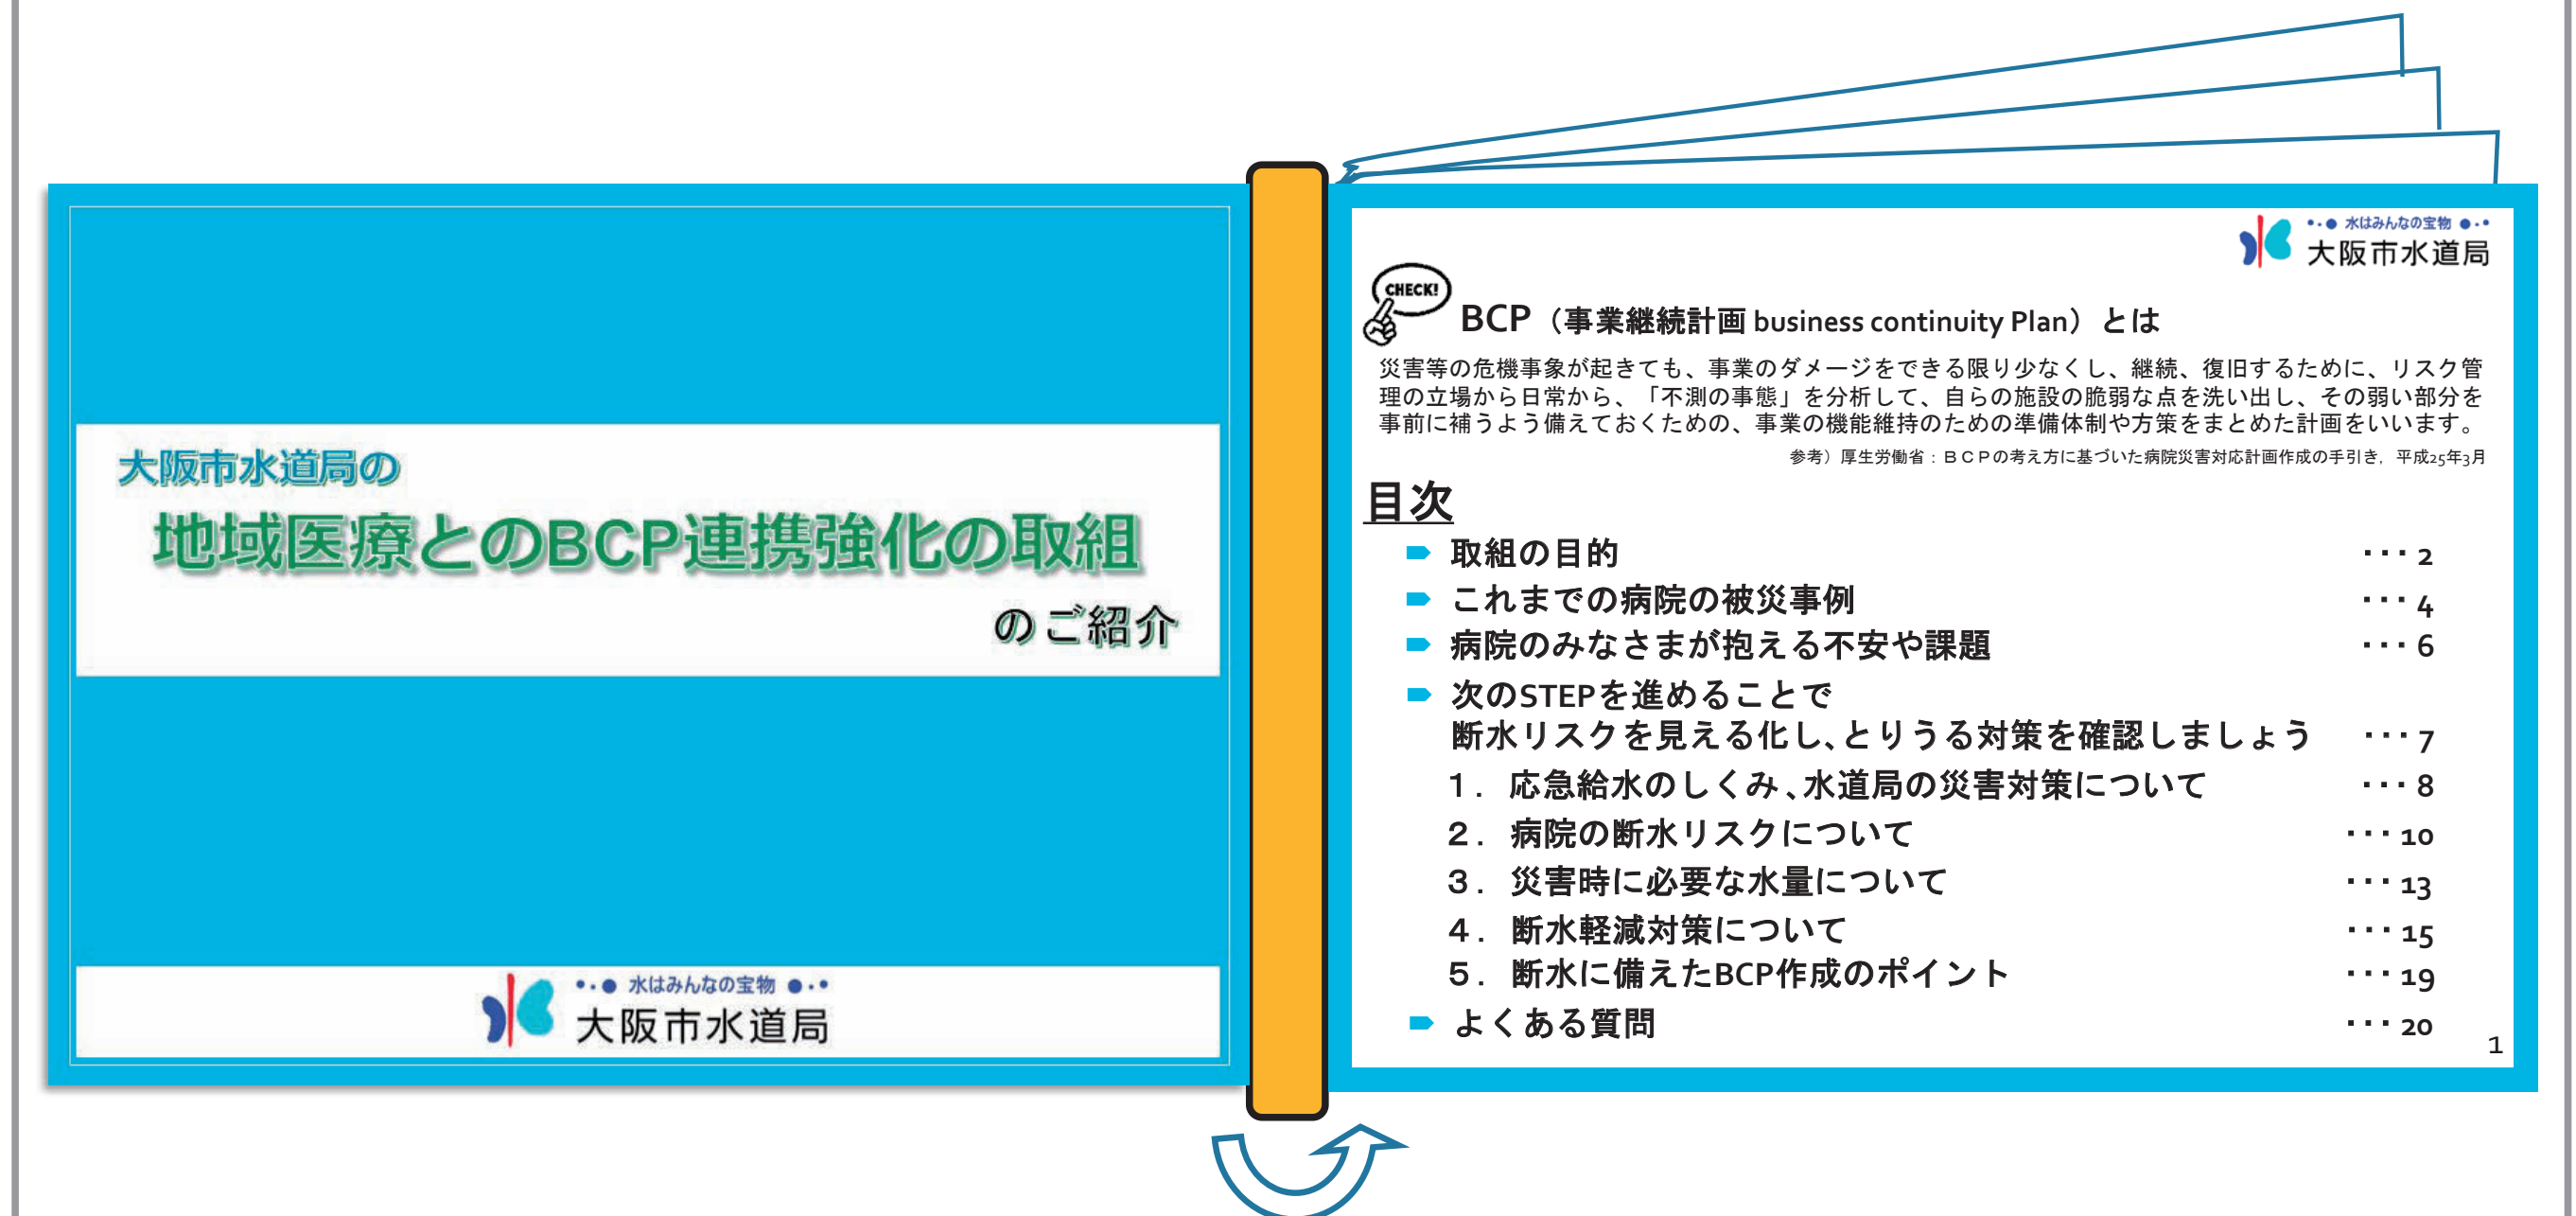 大阪市水道局の
地域医療とのBCP連携強化の取組
のご紹介
水はみんなの宝物
大阪市水道局
水はみんなの宝物
大阪市水道局
CHECK!
BCP（事業継続計画 business continuity Plan）とは
災害等の危機事象が起きても、事業のダメージをできる限り少なくし、継続、復旧するために、リスク管
理の立場から日常から、「不測の事態」を分析して、自らの施設の脆弱な点を洗い出し、その弱い部分を
事前に補うよう備えておくための、事業の機能維持のための準備体制や方策をまとめた計画をいいます。
参考）厚生労働省：ＢＣＰの考え方に基づいた病院災害対応計画作成の手引き，平成25年3月
目次
取組の目的 ・・・2
これまでの病院の被災事例 ・・・4
病院のみなさまが抱える不安や課題 ・・・6
次のSTEPを進めることで
断水リスクを見える化し、とりうる対策を確認しましょう ・・・7
１．応急給水のしくみ、水道局の災害対策について ・・・8
２．病院の断水リスクについて ・・・10
３．災害時に必要な水量について ・・・13
４．断水軽減対策について ・・・15
５．断水に備えたBCP作成のポイント ・・・19
よくある質問 ・・・20
1